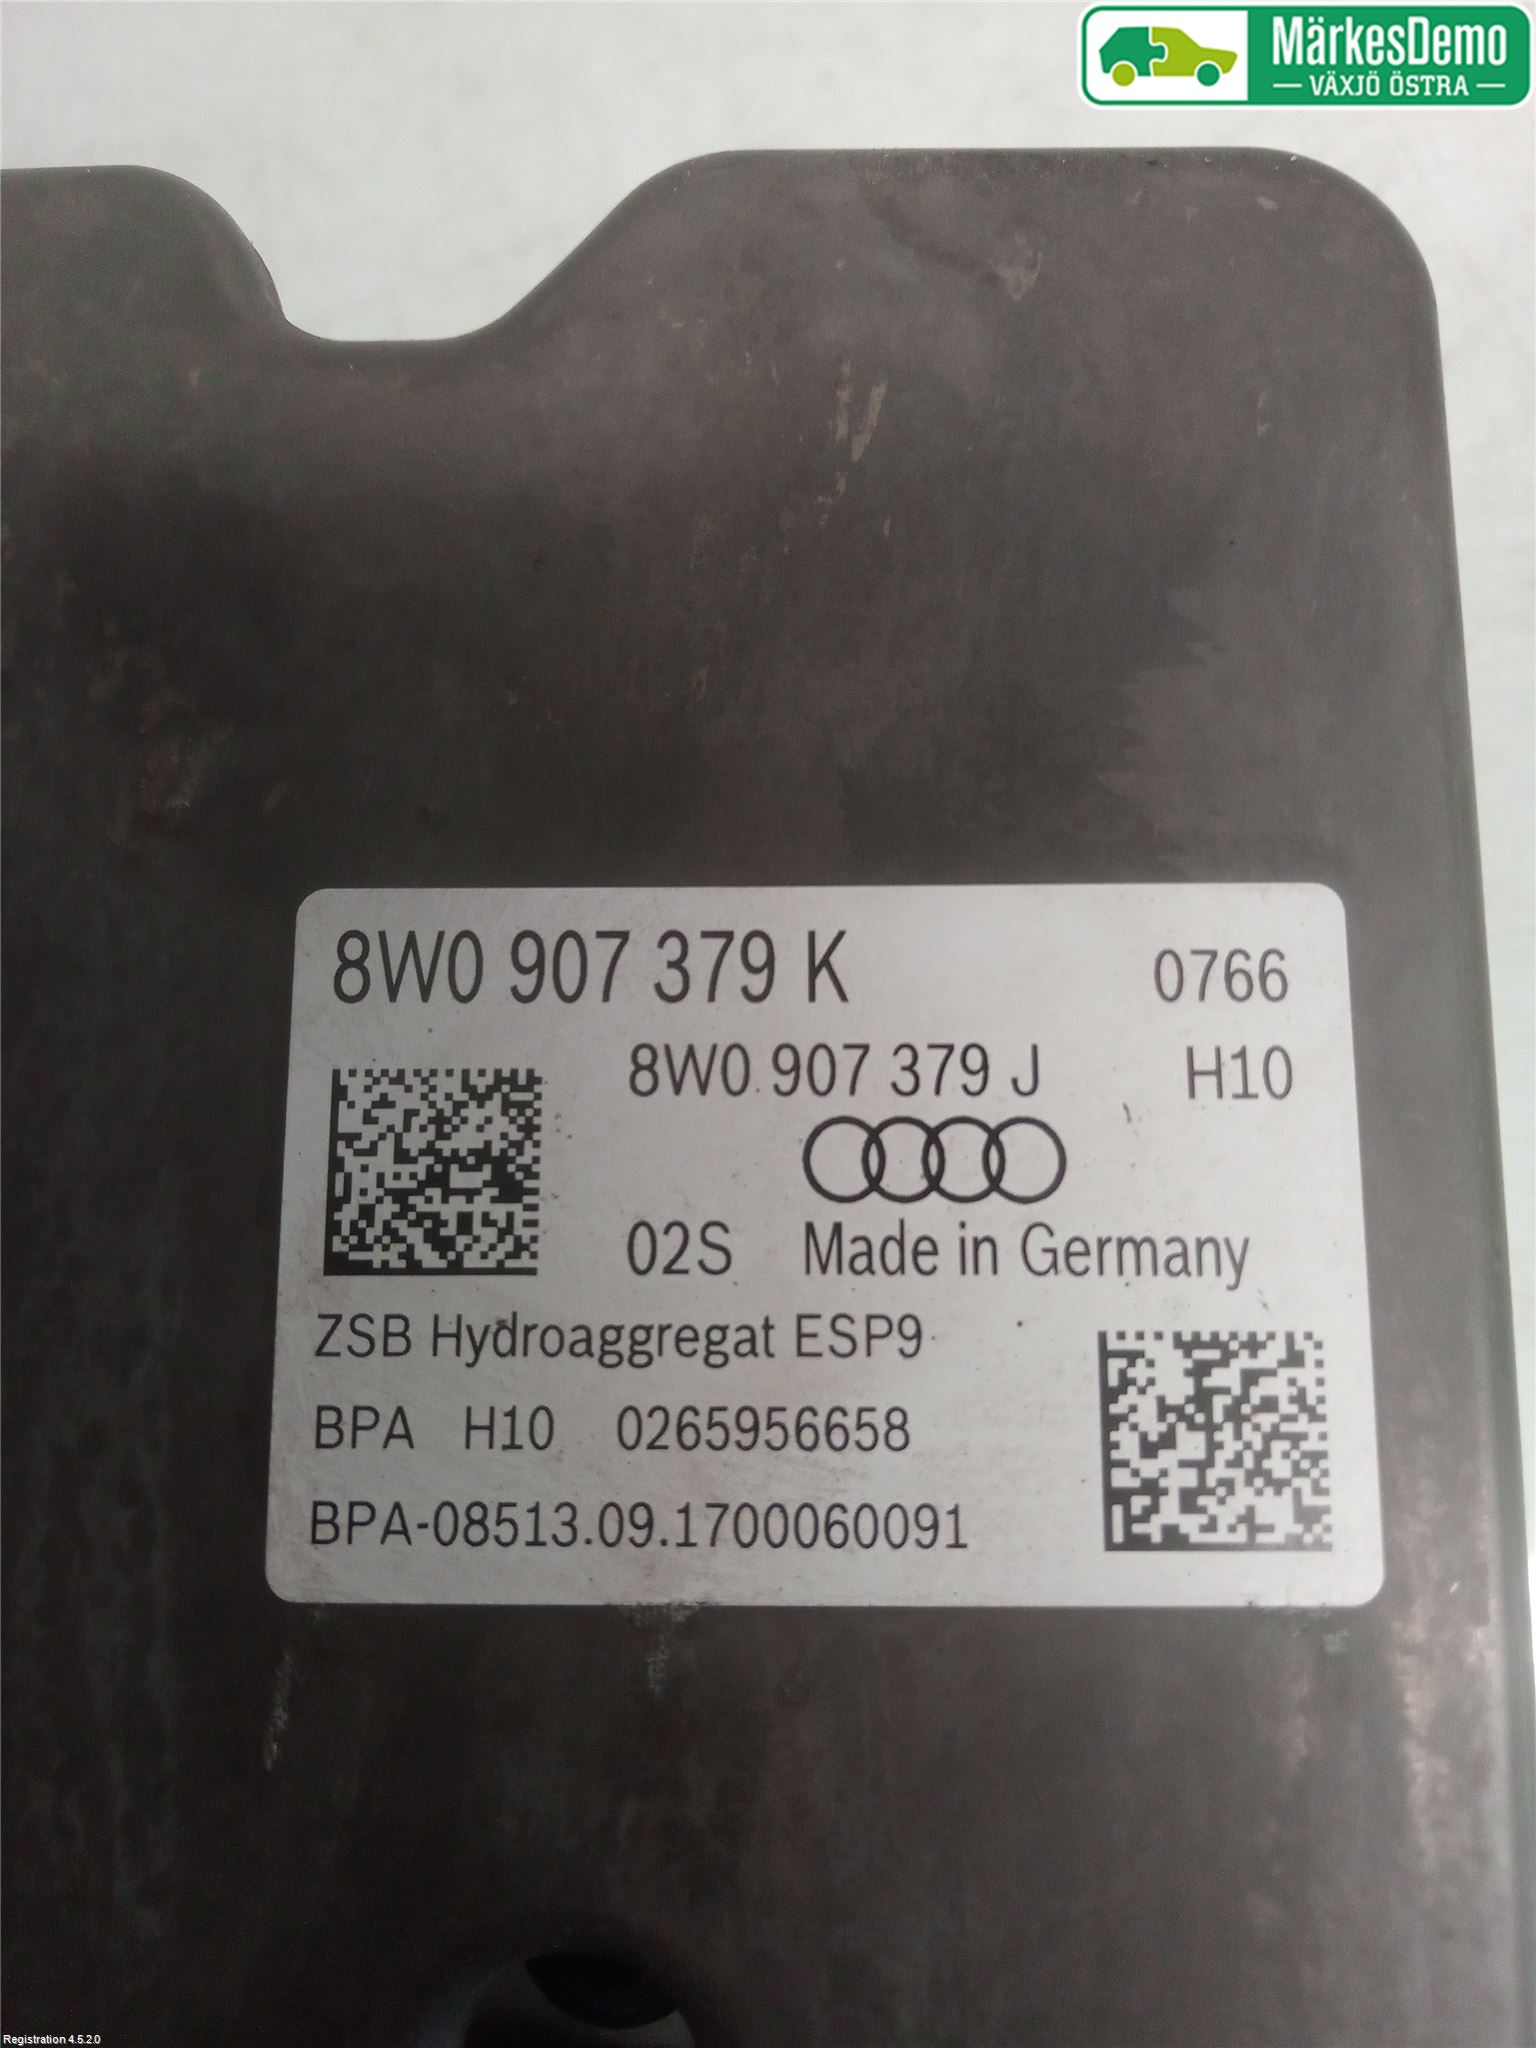 MärkesDemo
VÄXJÖ ÖSTRA
8W0 907 379 K 0766
8W0 907 379 J H10
02S Made in Germany
ZSB Hydroaggregat ESP9
BPA H10 0265956658
BPA-08513.09.1700060091
Registration 4.5.2.0